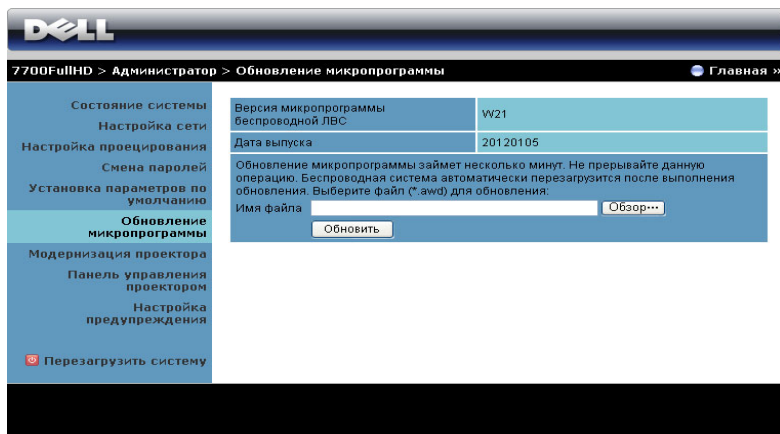 DELL
7700FullHD > Администратор > Обновление микропрограммы
Главная »
Состояние системы
Настройка сети
Настройка проецирования
Смена паролей
Установка параметров по
умолчанию
Обновление
микропрограммы
Модернизация проектора
Панель управления
проектором
Настройка
предупреждения
Перезагрузить систему
Версия микропрограммы
беспроводной ЛВС
W21
Дата выпуска
20120105
Обновление микропрограммы займет несколько минут. Не прерывайте данную
операцию. Беспроводная система автоматически перезагрузится после выполнения
обновления. Выберите файл (*.awd) для обновления:
Имя файла
Обзор...
Обновить